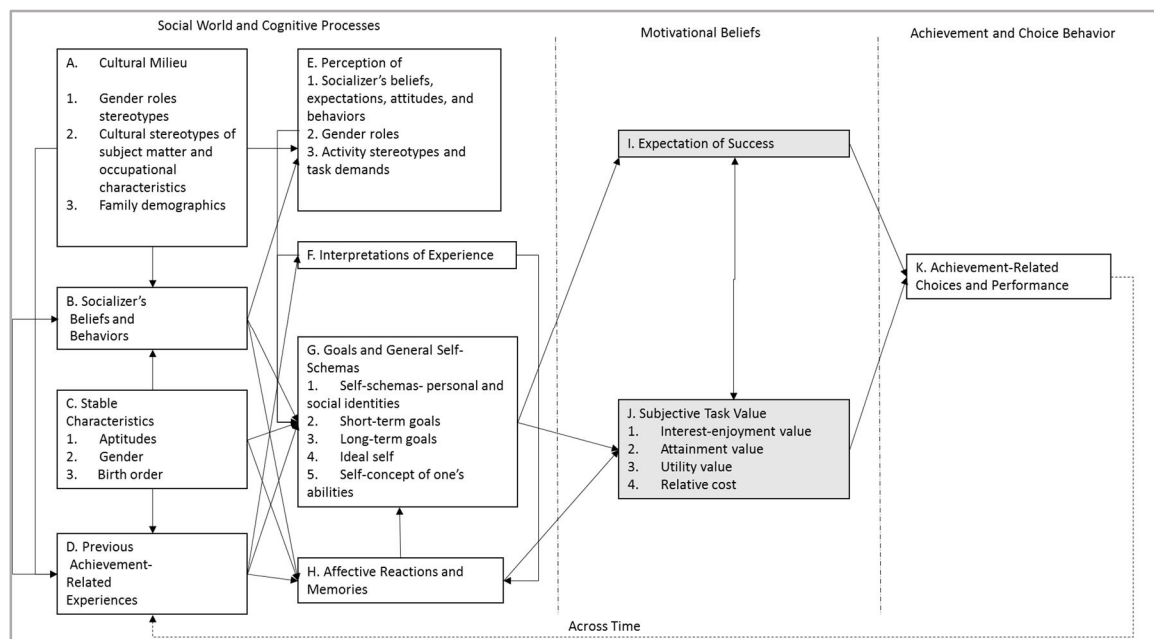 Social World and Cognitive Processes
Motivational Beliefs
Achievement and Choice Behavior
A. Cultural Milieu
1. Gender roles
stereotypes
2. Cultural stereotypes of
subject matter and
occupational
characteristics
3. Family demographics
B. Socializer's
Beliefs and
Behaviors
C. Stable
Characteristics
1. Aptitudes
2. Gender
3. Birth order
D. Previous
Achievement-
Related
Experiences
E. Perception of
1. Socializer's beliefs,
expectations, attitudes, and
behaviors
2. Gender roles
3. Activity stereotypes and
task demands
F. Interpretations of Experience
G. Goals and General Self-
Schemas
1. Self-schemas- personal and
social identities
2. Short-term goals
3. Long-term goals
4. Ideal self
5. Self-concept of one's
abilities
H. Affective Reactions and
Memories
I. Expectation of Success
J. Subjective Task Value
1. Interest-enjoyment value
2. Attainment value
3. Utility value
4. Relative cost
K. Achievement-Related
Choices and Performance
Across Time